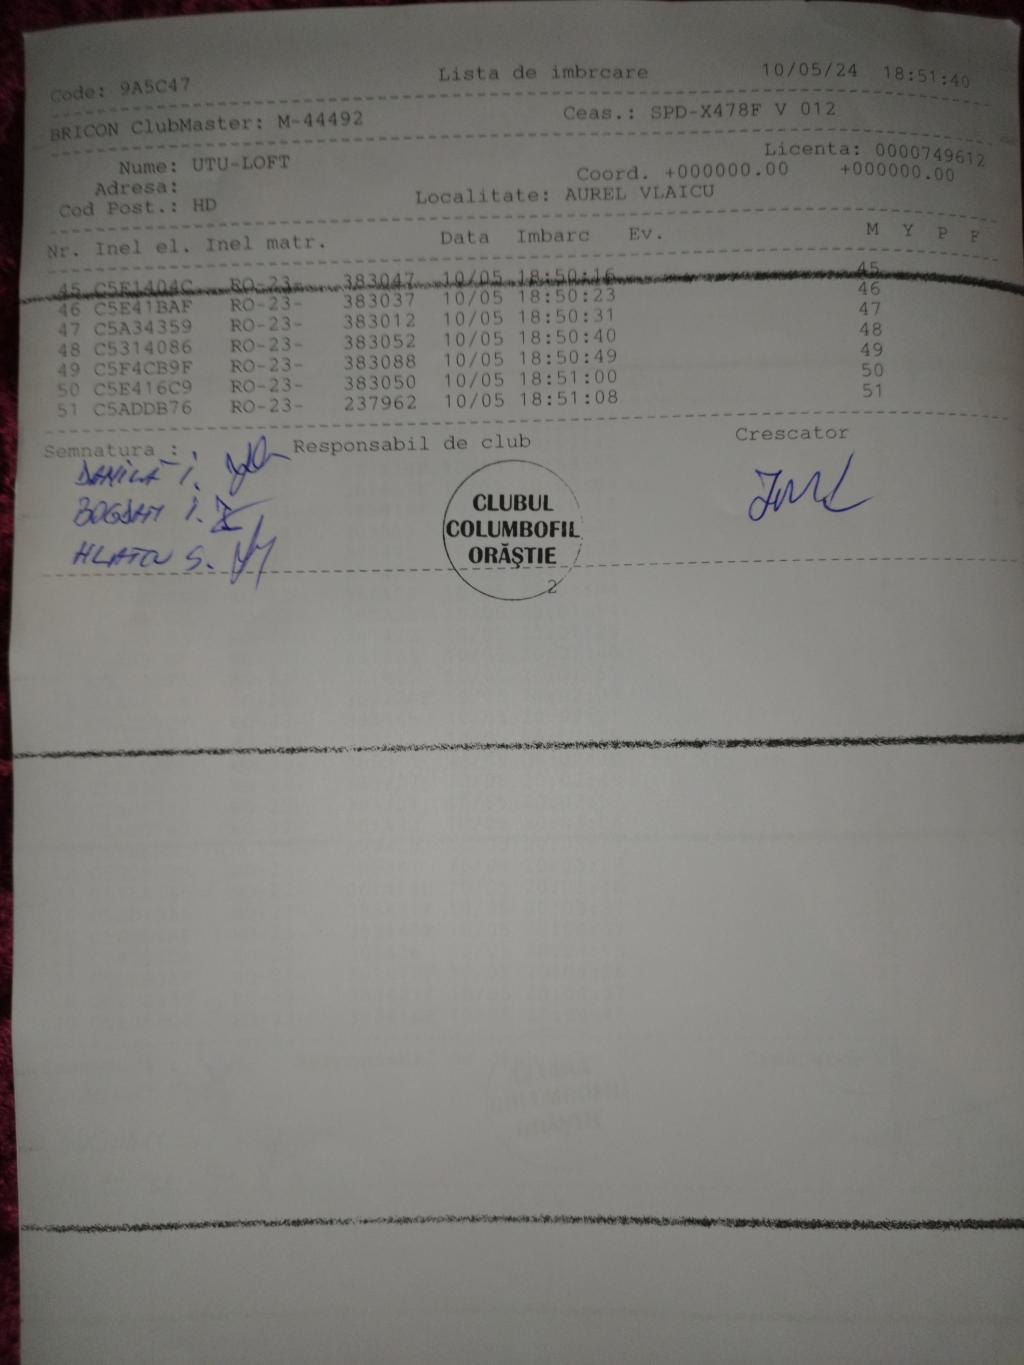 Code: 9A5C47 Lista de imbrcare 10/05/24 18:51:40
BRICON ClubMaster: M-44492 Ceas.: SPD-X478F V 012
Nume: UTU-LOFT Licenta: 0000749612
Adresa: Coord. +000000.00 +000000.00
Cod Post.: HD Localitate: AUREL VLAICU
Nr. Inel el. Inel matr. Data Imbarc Ev. M Y P F
45 C5E1404C RO-23- 383047 10/05 18:50:16 45
46 C5E41BAF RO-23- 383037 10/05 18:50:23 46
47 C5A34359 RO-23- 383012 10/05 18:50:31 47
48 C5314086 RO-23- 383052 10/05 18:50:40 48
49 C5F4CB9F RO-23- 383088 10/05 18:50:49 49
50 C5E416C9 RO-23- 383050 10/05 18:51:00 50
51 C5ADDB76 RO-23- 237962 10/05 18:51:08 51
Semnatura : Responsabil de club Crescator
DANILĂ I.
BOGDAN I.
S.
CLUBUL
COLUMBOFIL
ORĂȘTIE
2